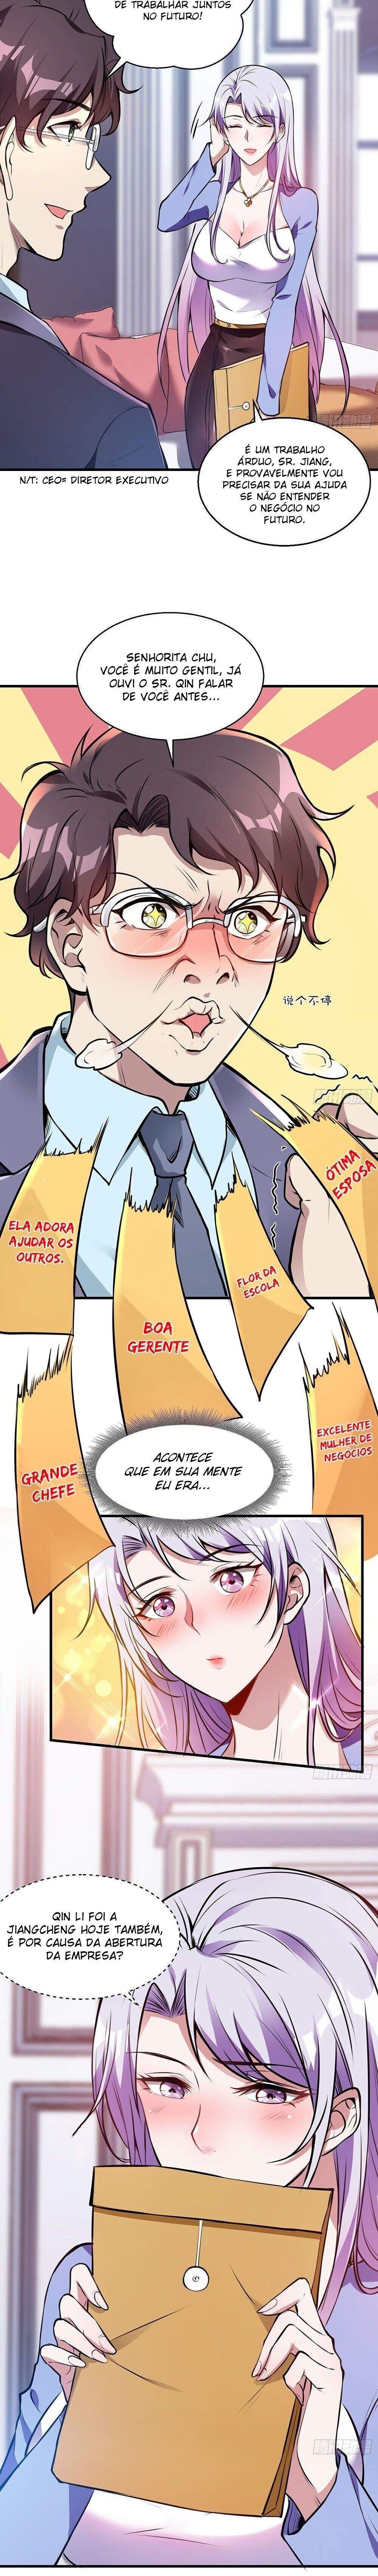 DE TRABALHAR JUNTOS
NO FUTURO!
É UM TRABALHO
ÁRDUO, SR. JIANG,
E PROVAVELMENTE VOU
PRECISAR DA SUA AJUDA
SE NÃO ENTENDER
O NEGÓCIO NO
FUTURO.
N/T: CEO= DIRETOR EXECUTIVO
SENHORITA CHU,
VOCÊ É MUITO GENTIL, JÁ
OUVI O SR. QIN FALAR
DE VOCÊ ANTES...
说个不停
ÓTIMA
ESPOSA
ELA ADORA
AJUDAR OS
OUTROS.
FLOR DA
ESCOLA
BOA
GERENTE
EXCELENTE
MULHER DE
NEGÓCIOS
GRANDE
CHEFE
ACONTECE
QUE EM SUA MENTE
EU ERA...
QIN LI FOI A
JIANGCHENG HOJE TAMBÉM,
É POR CAUSA DA ABERTURA
DA EMPRESA?